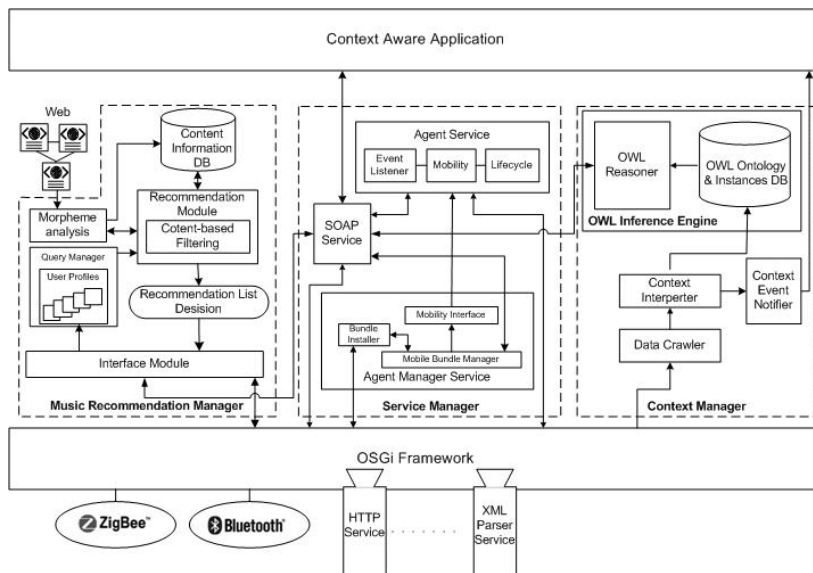 Context Aware Application
Web
Content
Information
DB
Morpheme
analysis
Recommendation
Module
Cotent-based
Filtering
Query Manager
User Profiles
Recommendation List
Desision
Interface Module
Music Recommendation Manager
Agent Service
Event
Listener
Mobility
Lifecycle
SOAP
Service
Mobility Interface
Bundle
Installer
Mobile Bundle Manager
Agent Manager Service
Service Manager
OWL
Reasoner
OWL Ontology
& Instances DB
OWL Inference Engine
Context
Interperter
Context
Event
Notifier
Data Crawler
Context Manager
OSGi Framework
ZigBee™
Bluetooth®
HTTP
Service
. . . . . . .
XML
Parser
Service